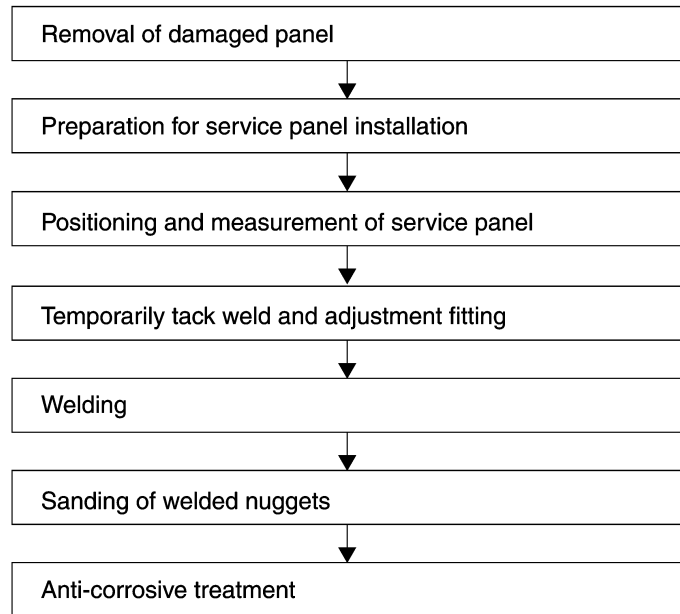 Removal of damaged panel
Preparation for service panel installation
Positioning and measurement of service panel
Temporarily tack weld and adjustment fitting
Welding
Sanding of welded nuggets
Anti-corrosive treatment